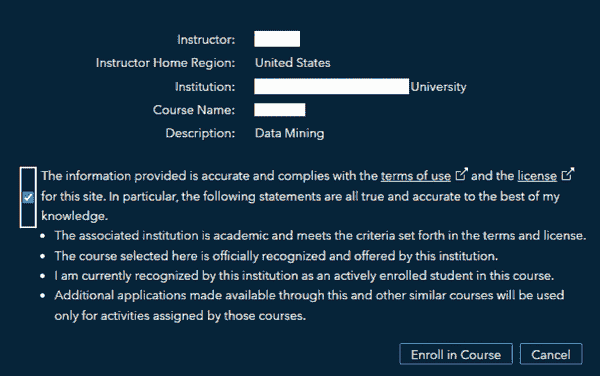 Instructor:
Instructor Home Region: United States
Institution: University
Course Name:
Description: Data Mining
The information provided is accurate and complies with the terms of use and the license
for this site. In particular, the following statements are all true and accurate to the best of my
knowledge.
• The associated institution is academic and meets the criteria set forth in the terms and license.
• The course selected here is officially recognized and offered by this institution.
• I am currently recognized by this institution as an actively enrolled student in this course.
• Additional applications made available through this and other similar courses will be used
only for activities assigned by those courses.
Enroll in Course Cancel